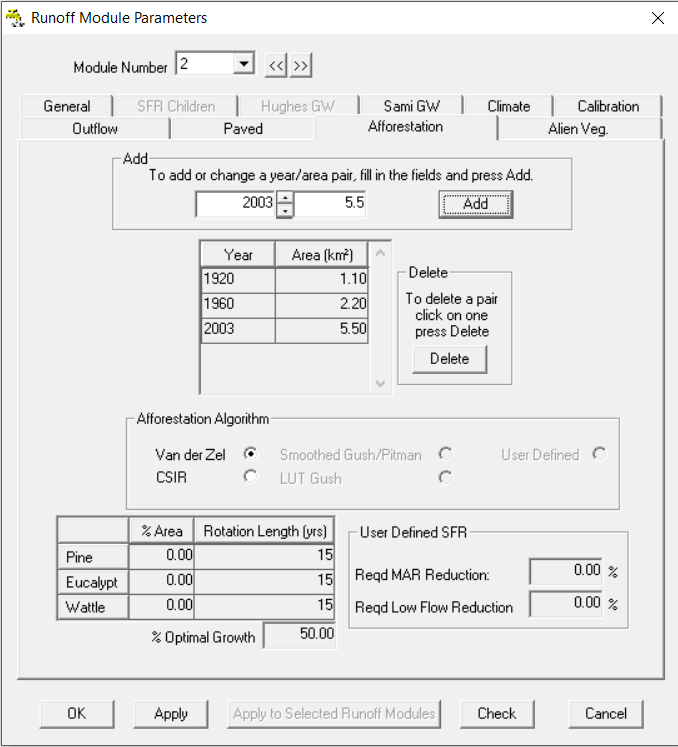 Runoff Module Parameters
Module Number 2 << >>
General SFR Children Hughes GW Sami GW Climate Calibration
Outflow Paved Afforestation Alien Veg.
Add
To add or change a year/area pair, fill in the fields and press Add.
2003 5.5 Add
Year Area (km²)
1920 1.10
1960 2.20
2003 5.50
Delete
To delete a pair
click on one
press Delete
Delete
Afforestation Algorithm
Van der Zel Smoothed Gush/Pitman User Defined
CSIR LUT Gush
% Area Rotation Length (yrs)
Pine 0.00 15
Eucalypt 0.00 15
Wattle 0.00 15
% Optimal Growth 50.00
User Defined SFR
Reqd MAR Reduction: 0.00 %
Reqd Low Flow Reduction 0.00 %
OK Apply Apply to Selected Runoff Modules Check Cancel